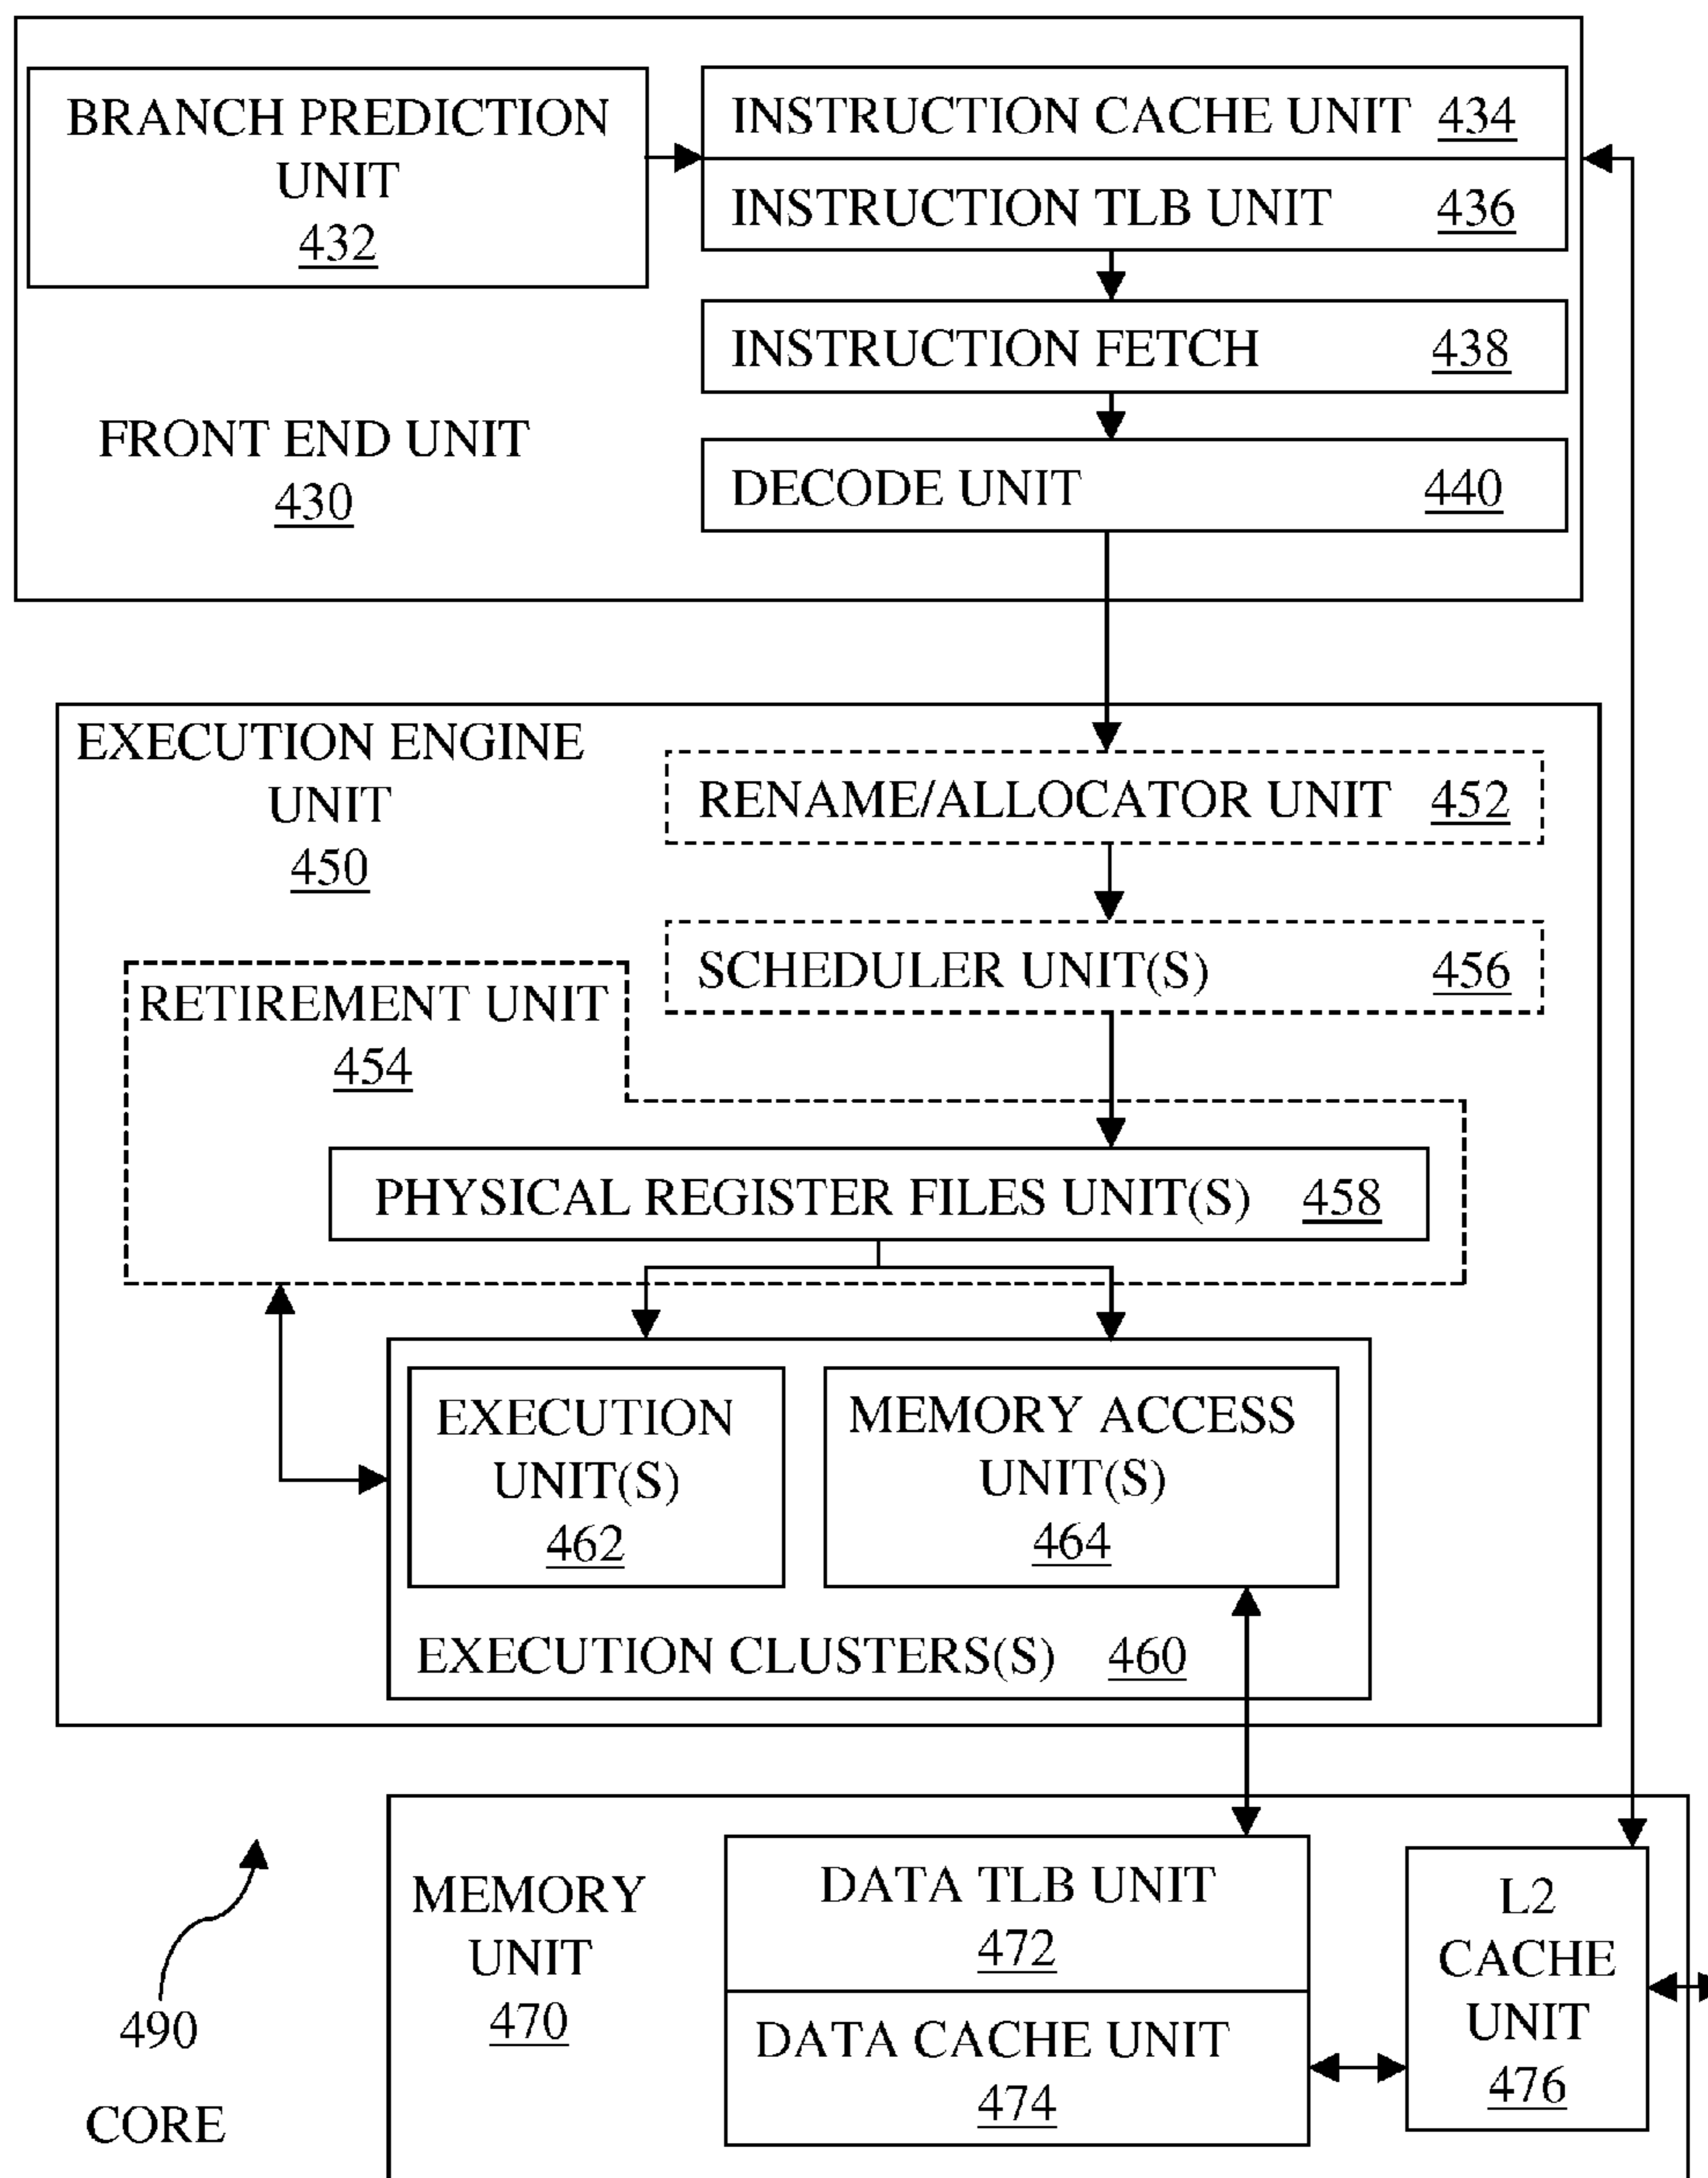 BRANCH PREDICTION
UNIT
432
INSTRUCTION CACHE UNIT 434
INSTRUCTION TLB UNIT 436
INSTRUCTION FETCH 438
FRONT END UNIT
430
DECODE UNIT 440
EXECUTION ENGINE
UNIT
450
RENAME/ALLOCATOR UNIT 452
SCHEDULER UNIT(S) 456
RETIREMENT UNIT
454
PHYSICAL REGISTER FILES UNIT(S) 458
EXECUTION
UNIT(S)
462
MEMORY ACCESS
UNIT(S)
464
EXECUTION CLUSTERS(S) 460
MEMORY
UNIT
470
DATA TLB UNIT
472
DATA CACHE UNIT
474
L2
CACHE
UNIT
476
490
CORE